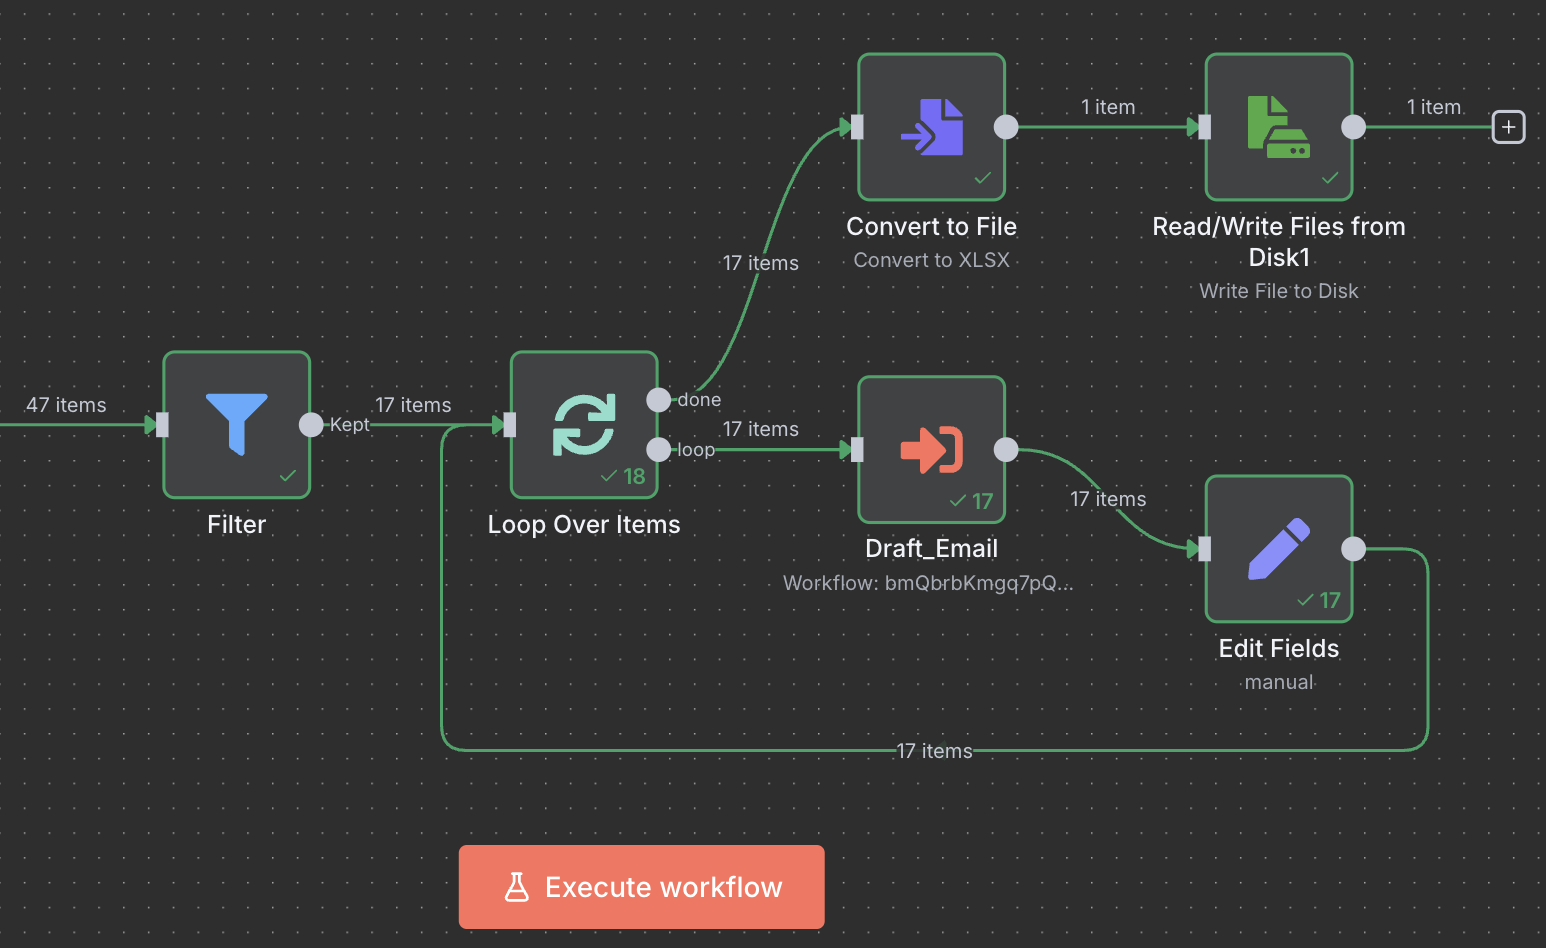 1 item
1 item
Convert to File
Convert to XLSX
Read/Write Files from
Disk1
Write File to Disk
17 items
47 items
Kept
17 items
done
loop
17 items
18
17
17 items
Filter
Loop Over Items
Draft_Email
Workflow: bmQbrbKmgq7pQ...
17
Edit Fields
manual
17 items
Execute workflow